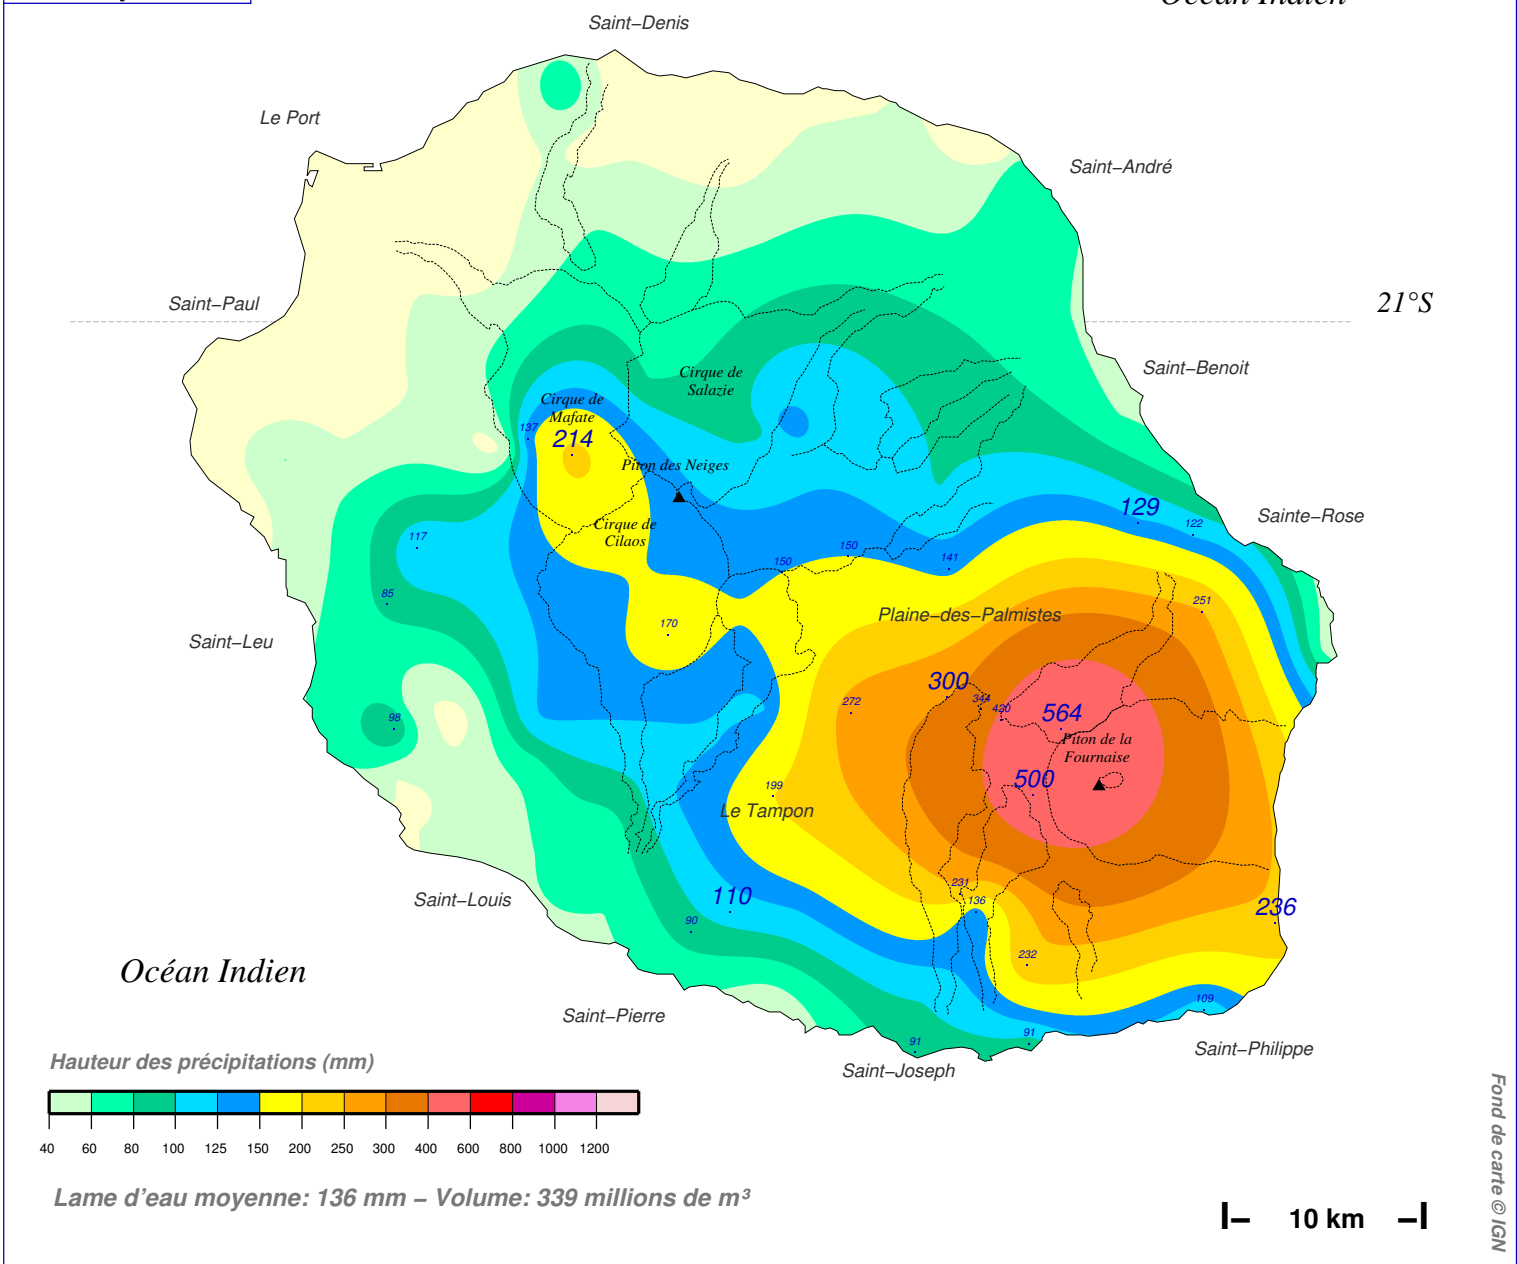 Océan Indien
Saint–Denis
Le Port
Saint–André
Saint–Paul
21°S
Saint–Benoit
Cirque de
Salazie
Cirque de
Mafate
137
214
Piton des Neiges
129
122
Sainte–Rose
Cirque de
Cilaos
117
150
150
141
85
251
Plaine–des–Palmistes
170
Saint–Leu
300
344
420
272
564
98
Piton de la
Fournaise
500
199
Le Tampon
231
136
110
Saint–Louis
236
90
232
Océan Indien
109
Saint–Pierre
91
91
Saint–Philippe
Saint–Joseph
Hauteur des précipitations (mm)
40 60 80 100 125 150 200 250 300 400 600 800 1000 1200
Lame d'eau moyenne: 136 mm – Volume: 339 millions de m³
10 km
Fond de carte © IGN